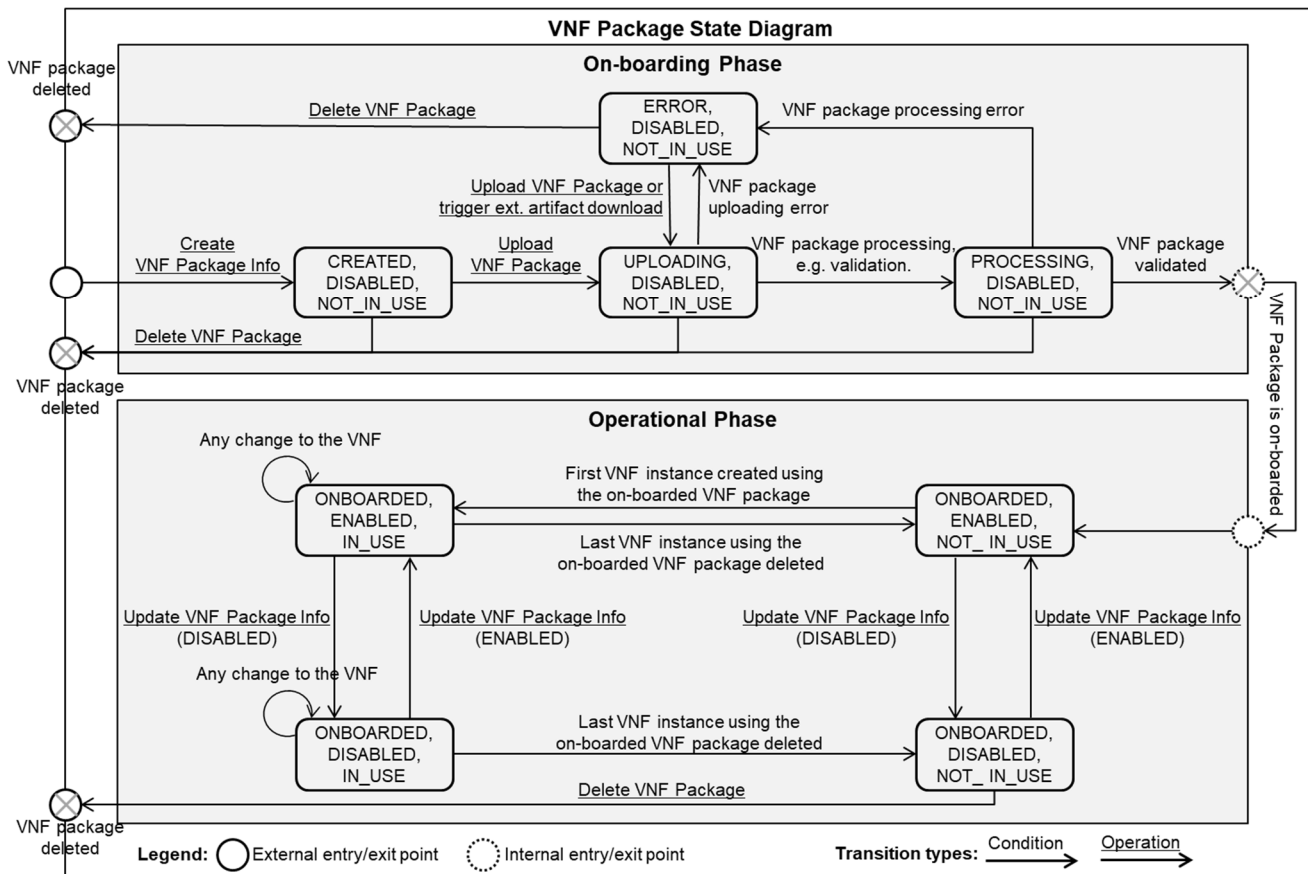 VNF Package State Diagram
On-boarding Phase
VNF package
deleted
Delete VNF Package
ERROR,
DISABLED,
NOT_IN_USE
VNF package processing error
Upload VNF Package or
trigger ext. artifact download
VNF package
uploading error
Create
VNF Package Info
CREATED,
DISABLED,
NOT_IN_USE
Upload
VNF Package
UPLOADING,
DISABLED,
NOT_IN_USE
VNF package processing,
e.g. validation.
PROCESSING,
DISABLED,
NOT_IN_USE
VNF package
validated
Delete VNF Package
VNF package
deleted
VNF Package is on-boarded
Operational Phase
Any change to the VNF
ONBOARDED,
ENABLED,
IN_USE
First VNF instance created using
the on-boarded VNF package
Last VNF instance using the
on-boarded VNF package deleted
ONBOARDED,
ENABLED,
NOT_ IN_USE
Update VNF Package Info
(DISABLED)
Update VNF Package Info
(ENABLED)
Update VNF Package Info
(DISABLED)
Update VNF Package Info
(ENABLED)
Any change to the VNF
ONBOARDED,
DISABLED,
IN_USE
Last VNF instance using the
on-boarded VNF package deleted
ONBOARDED,
DISABLED,
NOT_ IN_USE
Delete VNF Package
VNF package
deleted
Legend:
External entry/exit point
Internal entry/exit point
Transition types:
Condition
Operation